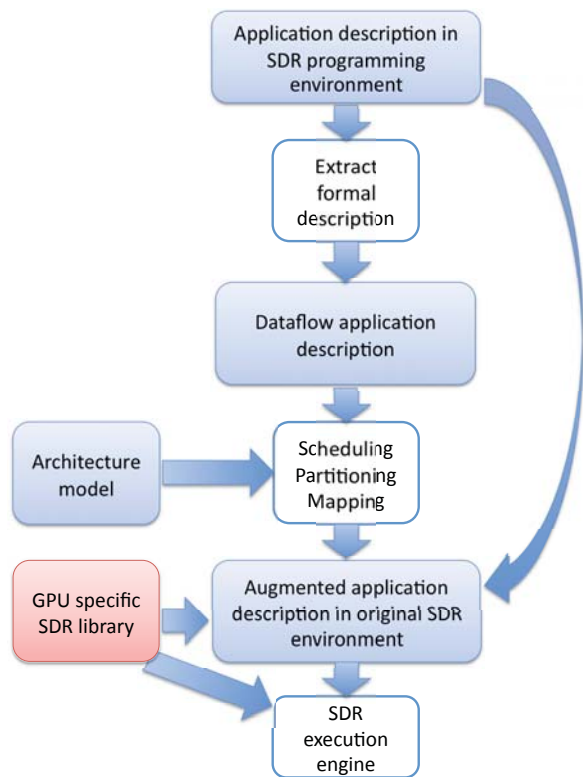 Application description in
SDR programming
environment
Extract
formal
description
Dataflow application
description
Architecture
model
Scheduling
Partitioning
Mapping
GPU specific
SDR library
Augmented application
description in original SDR
environment
SDR
execution
engine